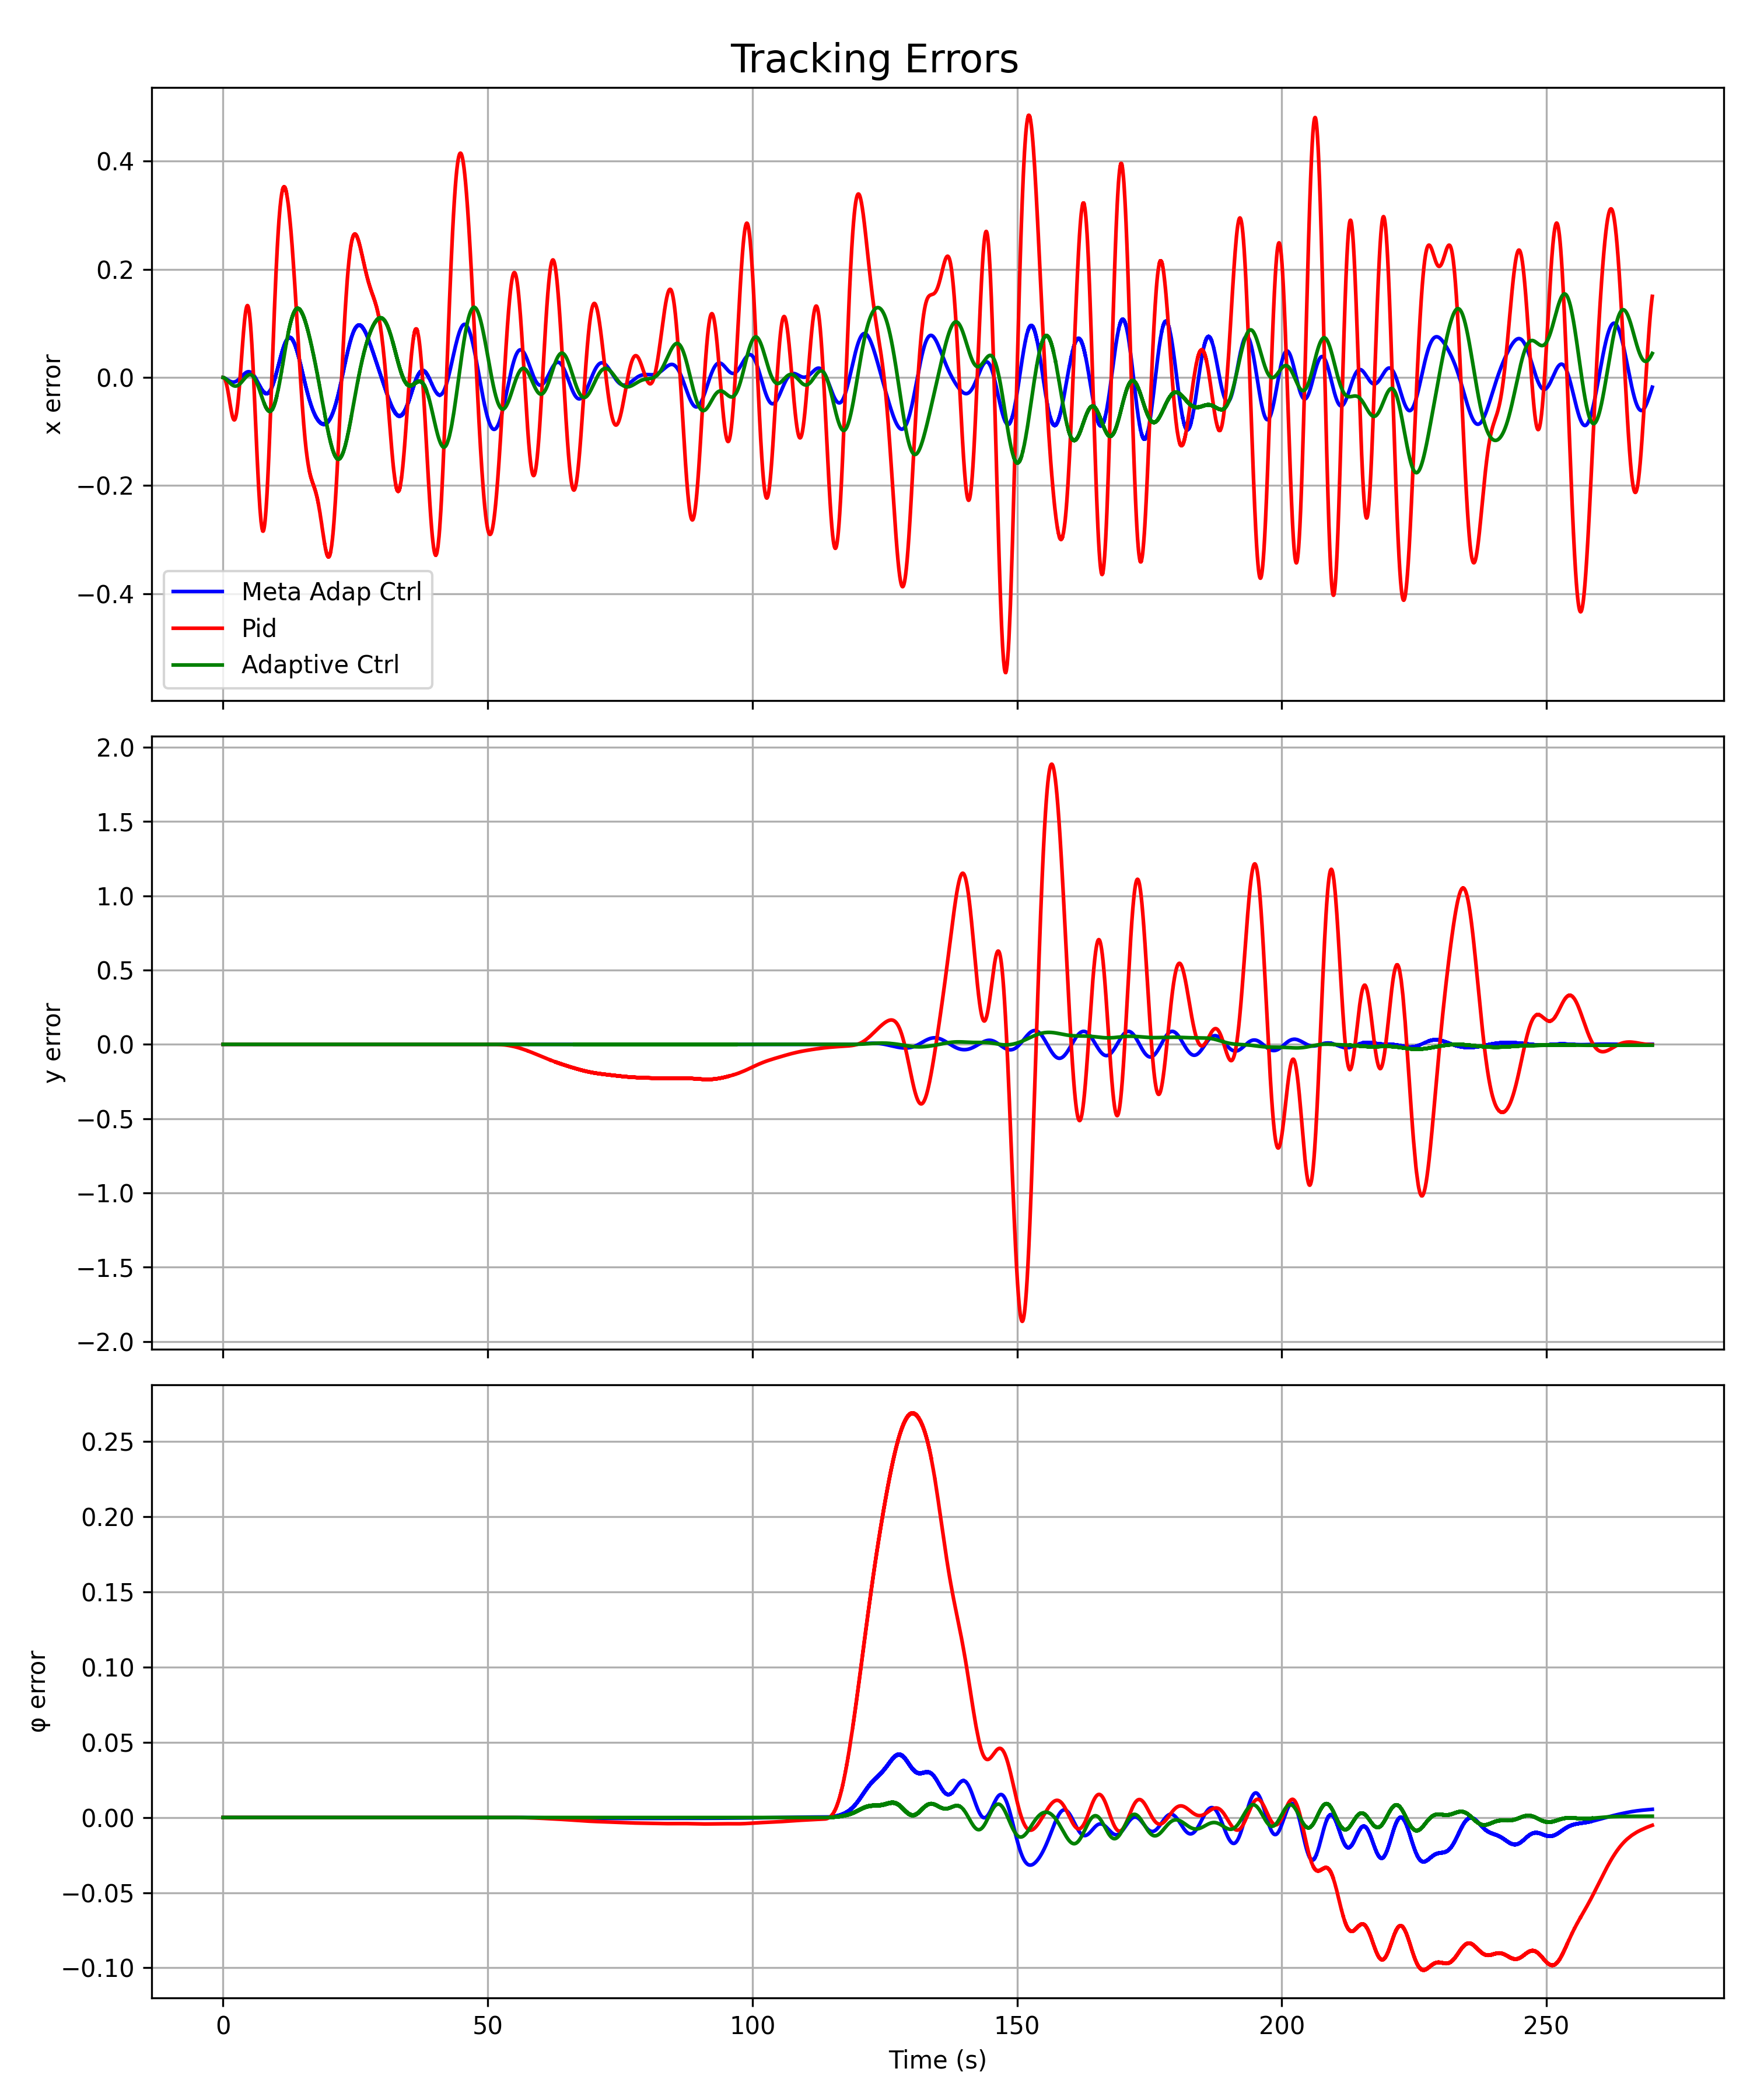 Tracking Errors
0.4
0.2
0.0
−0.2
−0.4
x error
Meta Adap Ctrl
Pid
Adaptive Ctrl
2.0
1.5
1.0
0.5
0.0
−0.5
−1.0
−1.5
−2.0
y error
0.25
0.20
0.15
0.10
0.05
0.00
−0.05
−0.10
φ error
0 50 100 150 200 250
Time (s)